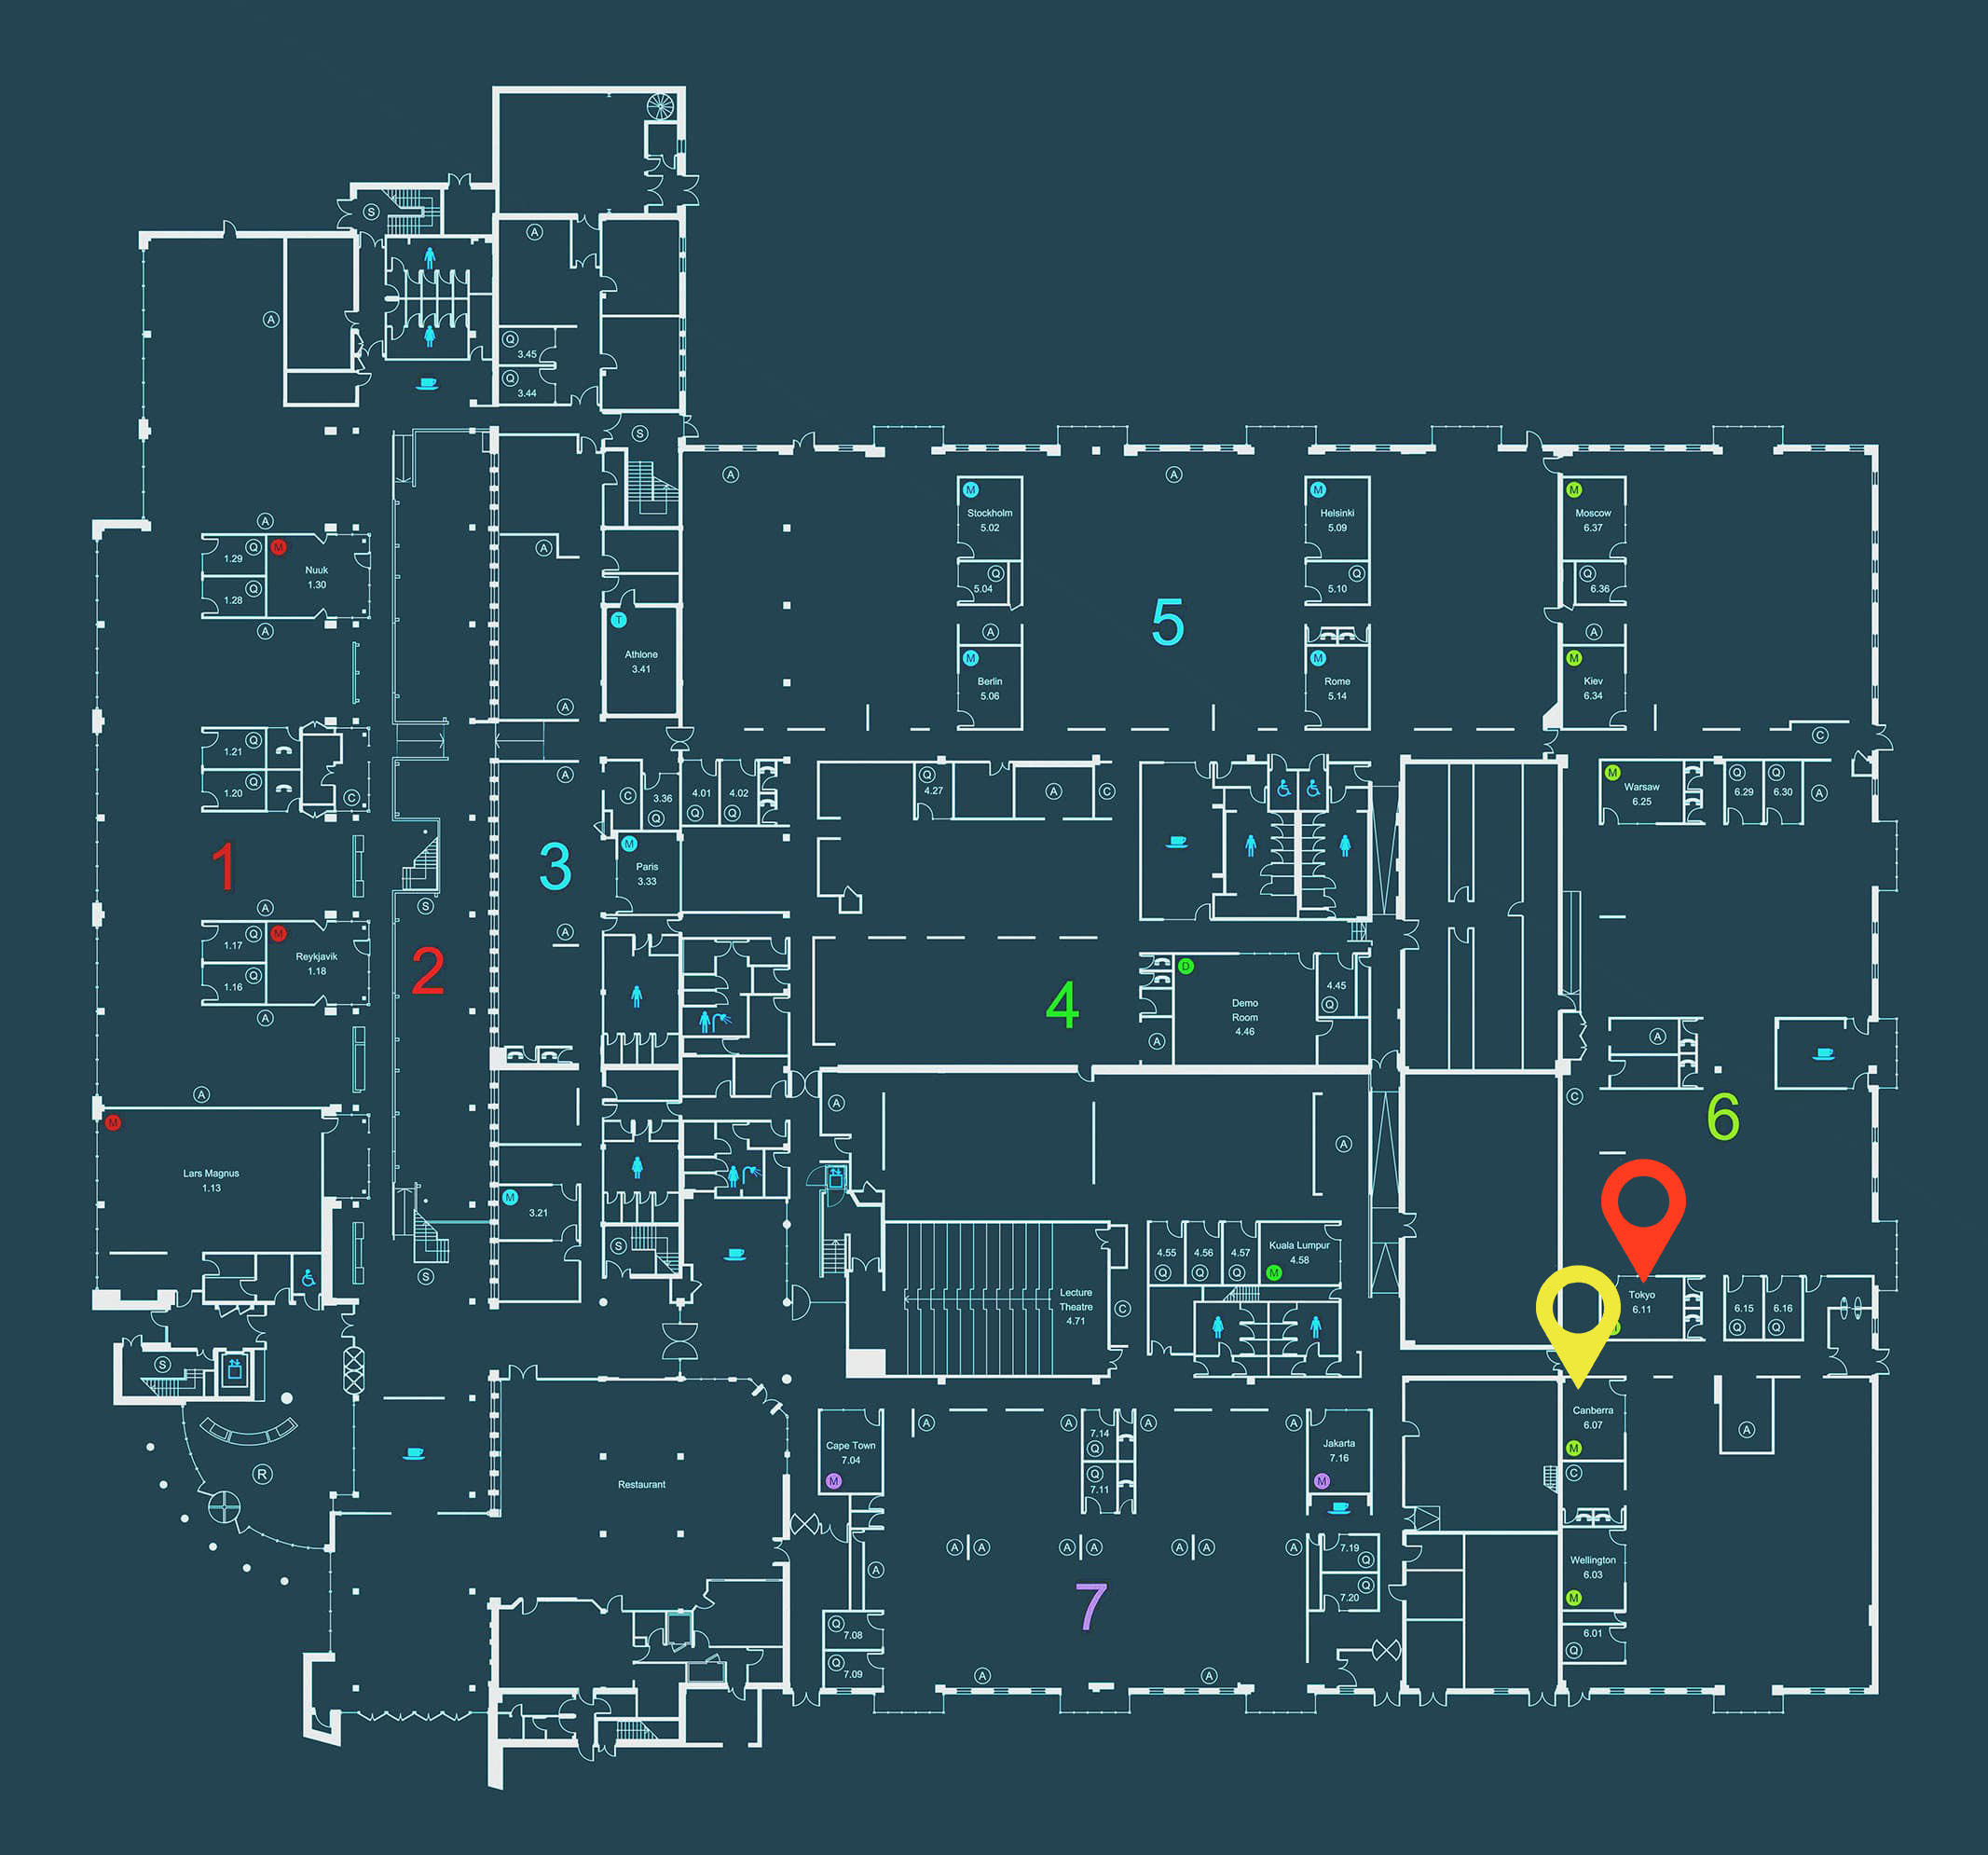 S
A
A
Q
3.45
Q
3.44
S
A
A
M
Stockholm
5.02
Q
5.04
A
M
Berlin
5.06
M
Helsinki
5.09
Q
5.10
M
Rome
5.14
5
M
Moscow
6.37
Q
6.36
A
M
Kiev
6.34
C
A
1.29
Q
M
Nuuk
1.30
1.28
Q
A
A
T
Athlone
3.41
A
1.21
Q
1.20
Q
C
A
C
3.36
Q
4.01
Q
4.02
Q
Q
4.27
A
C
M
Warsaw
6.25
Q
6.29
Q
6.30
A
1
3
M
Paris
3.33
A
S
A
1.17
Q
M
Reykjavik
1.18
1.16
Q
A
2
4
D
Demo
Room
4.46
4.45
Q
A
A
C
6
A
A
A
M
Lars Magnus
1.13
M
3.21
S
S
4.55
Q
4.56
Q
4.57
Q
Kuala Lumpur
4.58
M
Lecture
Theatre
4.71
C
Tokyo
6.11
M
6.15
Q
6.16
Q
S
R
Restaurant
Cape Town
7.04
M
A
A
7.14
Q
Q
7.11
A
A
Jakarta
7.16
M
Canberra
6.07
M
C
A
A
A
A
A
A
A
A
A
7.19
Q
Q
7.20
Wellington
6.03
M
7
Q
7.08
Q
7.09
A
A
6.01
Q